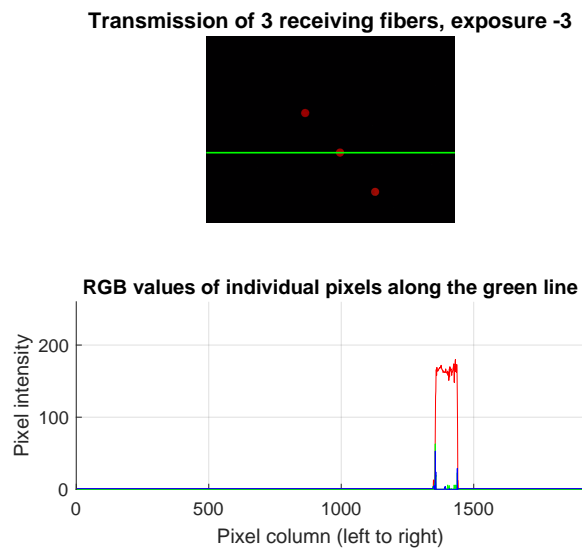 Transmission of 3 receiving fibers, exposure -3
RGB values of individual pixels along the green line
Pixel intensity
200
100
0
0
500
1000
1500
Pixel column (left to right)